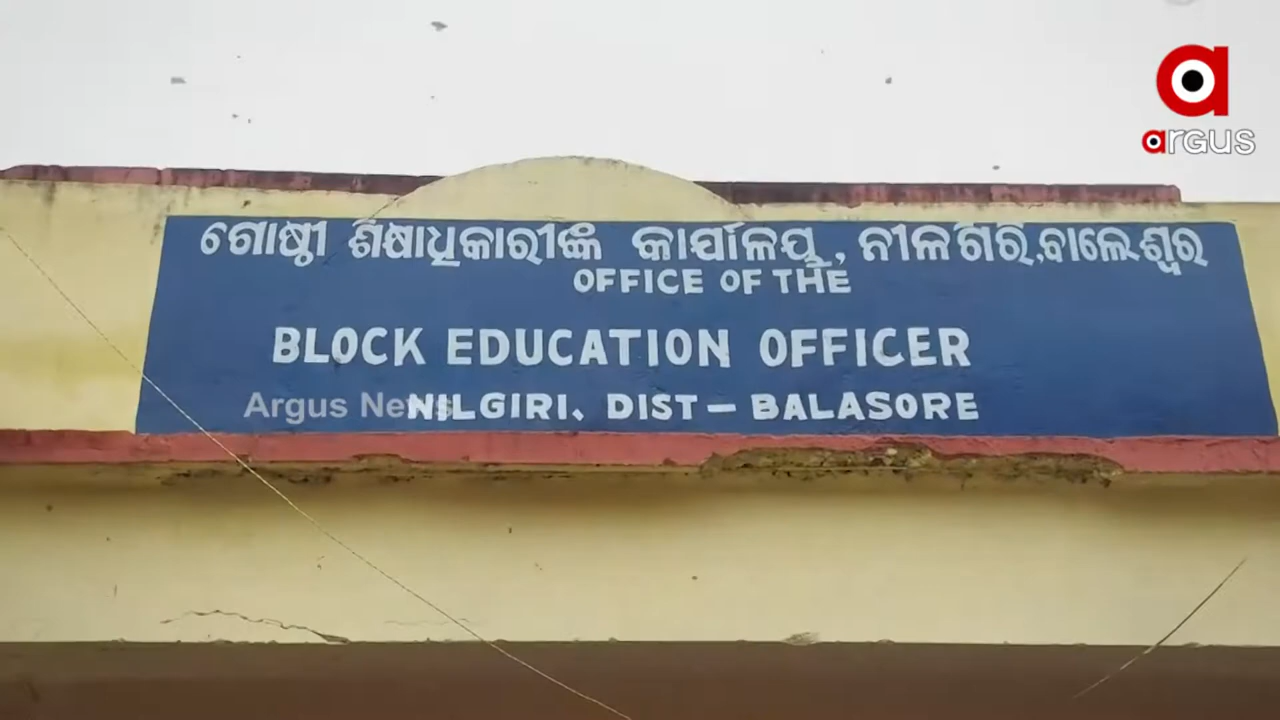 argus
ଗୋଷ୍ଠୀ ଶିକ୍ଷାଧିକାରୀଙ୍କ କାର୍ଯାଳୟ, ନୀଳଗିରି,ବାଲେଶ୍ୱର
OFFICE OF THE
BLOCK EDUCATION OFFICER
Argus News
NILGIRI, DIST - BALASORE